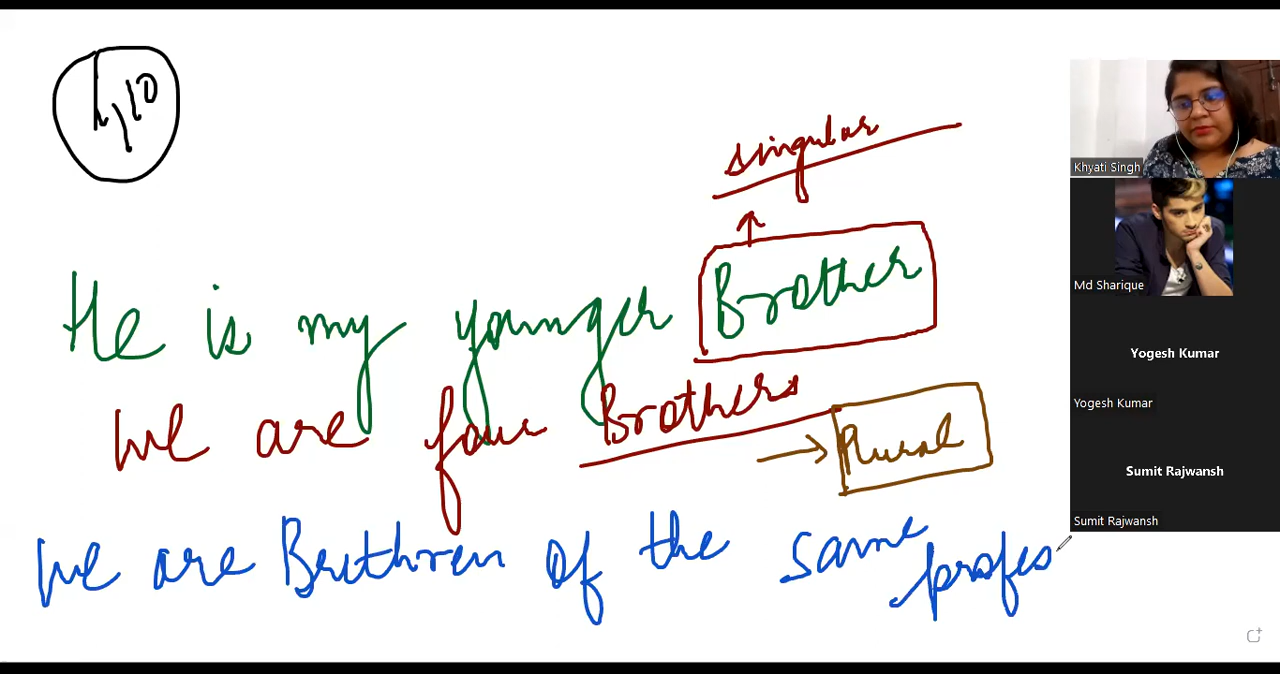 singular
He is my younger Brother
we are four Brothers
→ Plural
we are Brethren of the same profes
Khyati Singh
Md Sharique
Yogesh Kumar
Yogesh Kumar
Sumit Rajwansh
Sumit Rajwansh